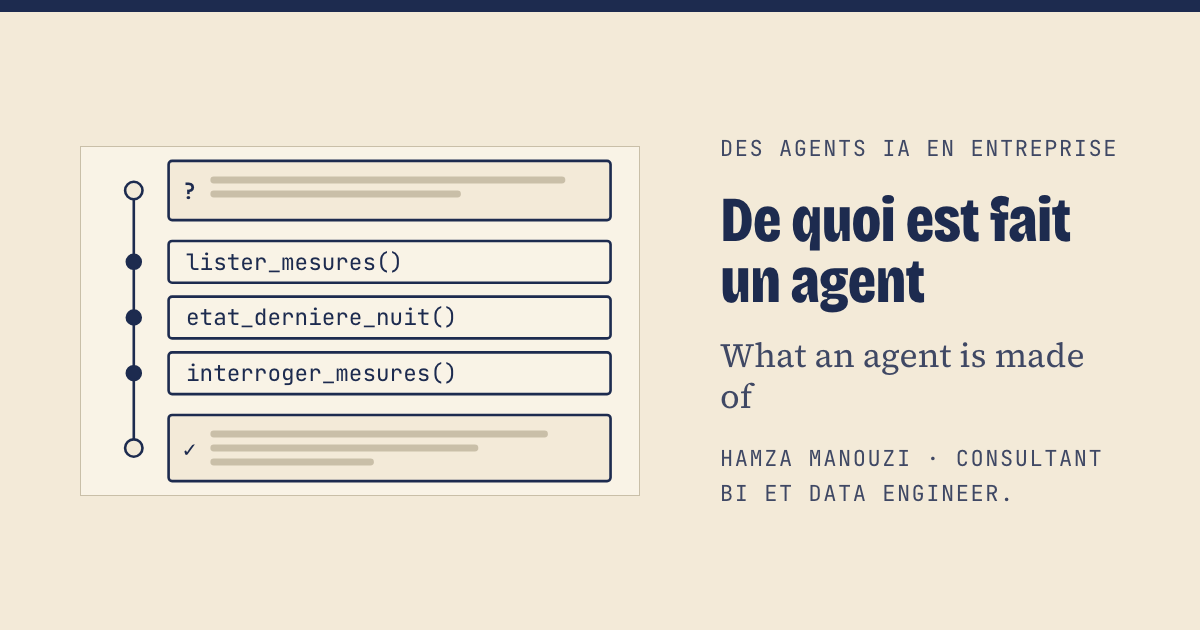 ?
lister_mesures()
etat_derniere_nuit()
interroger_mesures()
✓
DES AGENTS IA EN ENTREPRISE
De quoi est fait
un agent
What an agent is made
of
HAMZA MANOUZI · CONSULTANT
BI ET DATA ENGINEER.